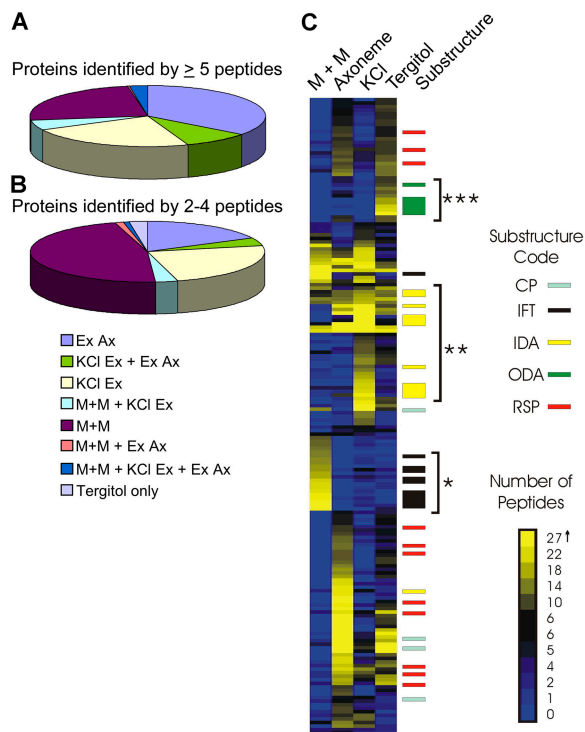 A
Proteins identified by ≥ 5 peptides
B
Proteins identified by 2-4 peptides
Ex Ax
KCl Ex + Ex Ax
KCl Ex
M+M + KCl Ex
M+M
M+M + Ex Ax
M+M + KCl Ex + Ex Ax
Tergitol only
C
M + M
Axoneme
KCl
Tergitol
Substructure
***
**
*
Substructure
Code
CP
IFT
IDA
ODA
RSP
Number of
Peptides
27↑
22
18
14
10
6
6
5
4
2
1
0